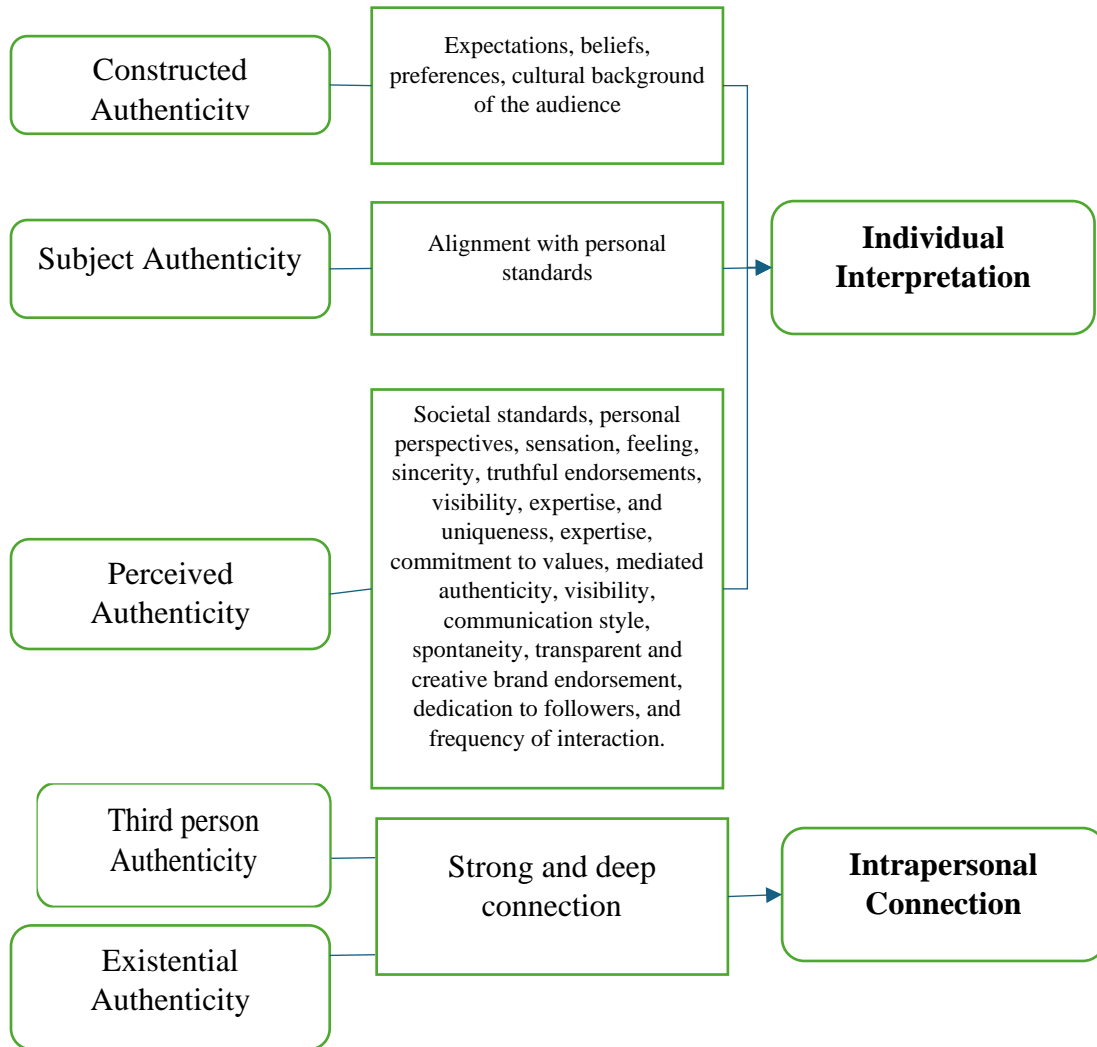 Constructed
Authenticity
Expectations, beliefs,
preferences, cultural background
of the audience
Subject Authenticity
Alignment with personal
standards
Individual
Interpretation
Perceived
Authenticity
Societal standards, personal
perspectives, sensation, feeling,
sincerity, truthful endorsements,
visibility, expertise, and
uniqueness, expertise,
commitment to values, mediated
authenticity, visibility,
communication style,
spontaneity, transparent and
creative brand endorsement,
dedication to followers, and
frequency of interaction.
Third person
Authenticity
Existential
Authenticity
Strong and deep
connection
Intrapersonal
Connection